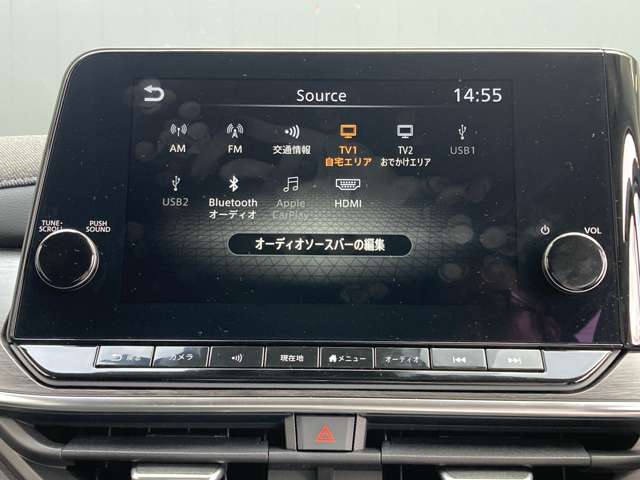 Source
14:55
AM
FM
交通情報
TV1
自宅エリア
TV2
おでかけエリア
USB1
USB2
Bluetooth
オーディオ
Apple
CarPlay
HDMI
オーディオソースバーの編集
TUNE·
SCROLL
PUSH
SOUND
VOL
戻る
カメラ
現在地
メニュー
オーディオ